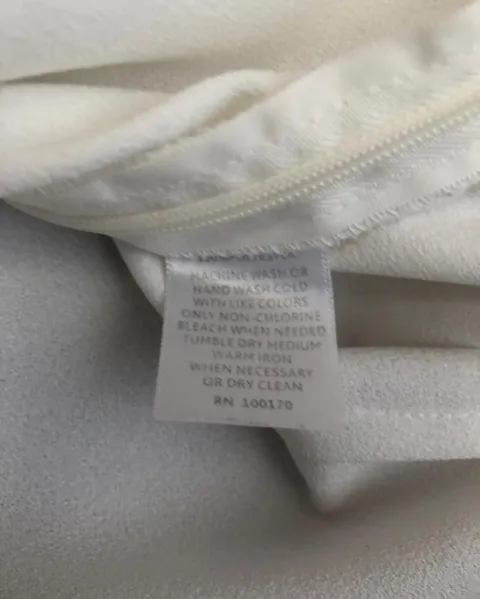 MACHINE WASH OR
HAND WASH COLD
WITH LIKE COLORS
ONLY NON-CHLORINE
BLEACH WHEN NEEDED
TUMBLE DRY MEDIUM
WARM IRON
WHEN NECESSARY
OR DRY CLEAN
RN 100170